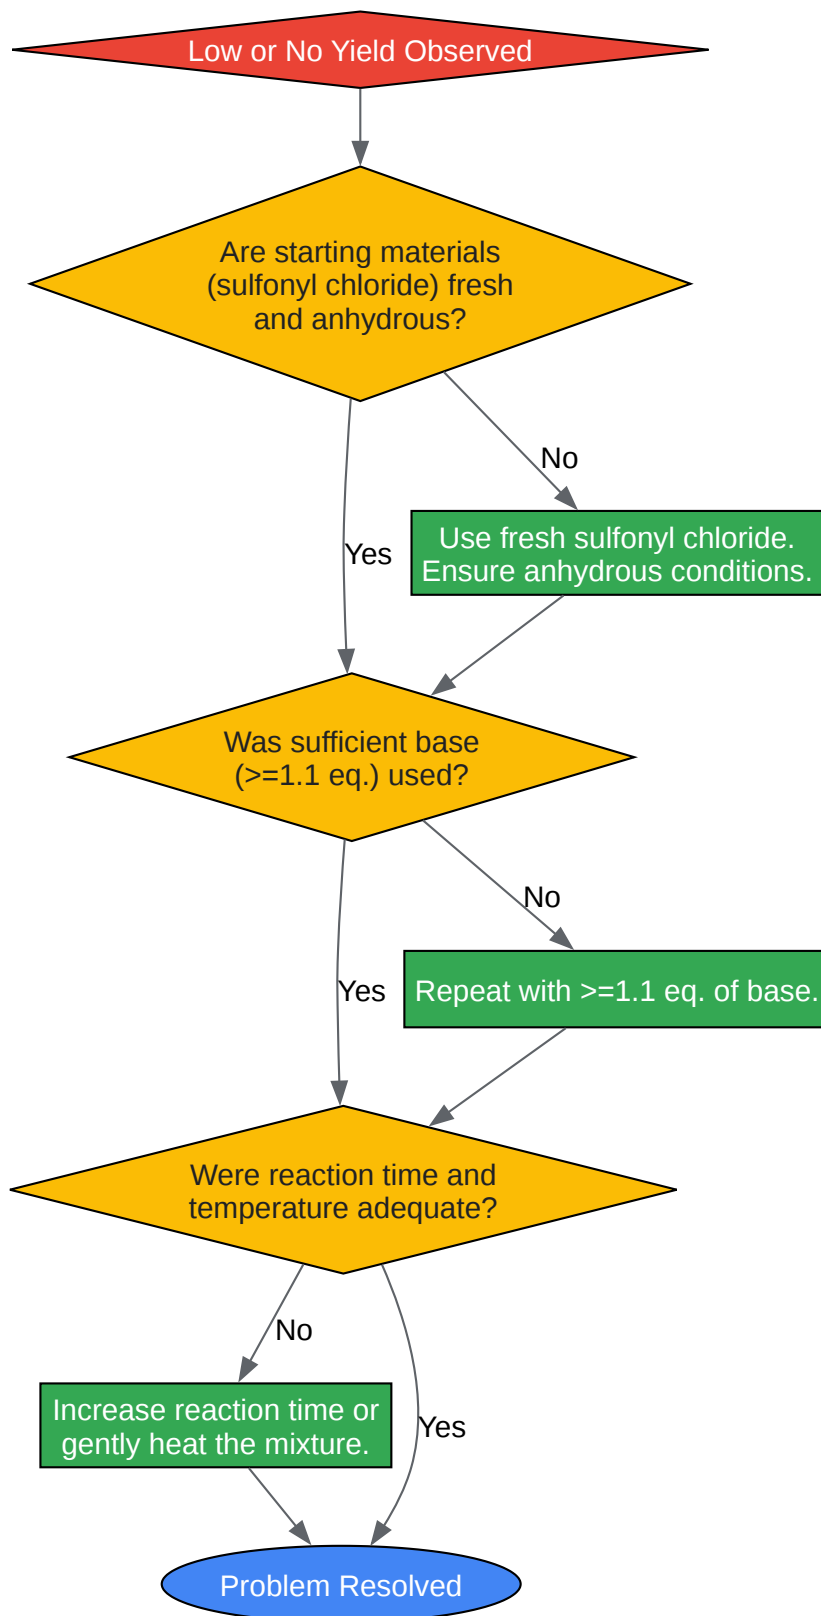 Low or No Yield Observed
Are starting materials
(sulfonyl chloride) fresh
and anhydrous?
No
Use fresh sulfonyl chloride.
Ensure anhydrous conditions.
Yes
Was sufficient base
(>=1.1 eq.) used?
No
Yes
Repeat with >=1.1 eq. of base.
Were reaction time and
temperature adequate?
No
Increase reaction time or
gently heat the mixture.
Yes
Problem Resolved